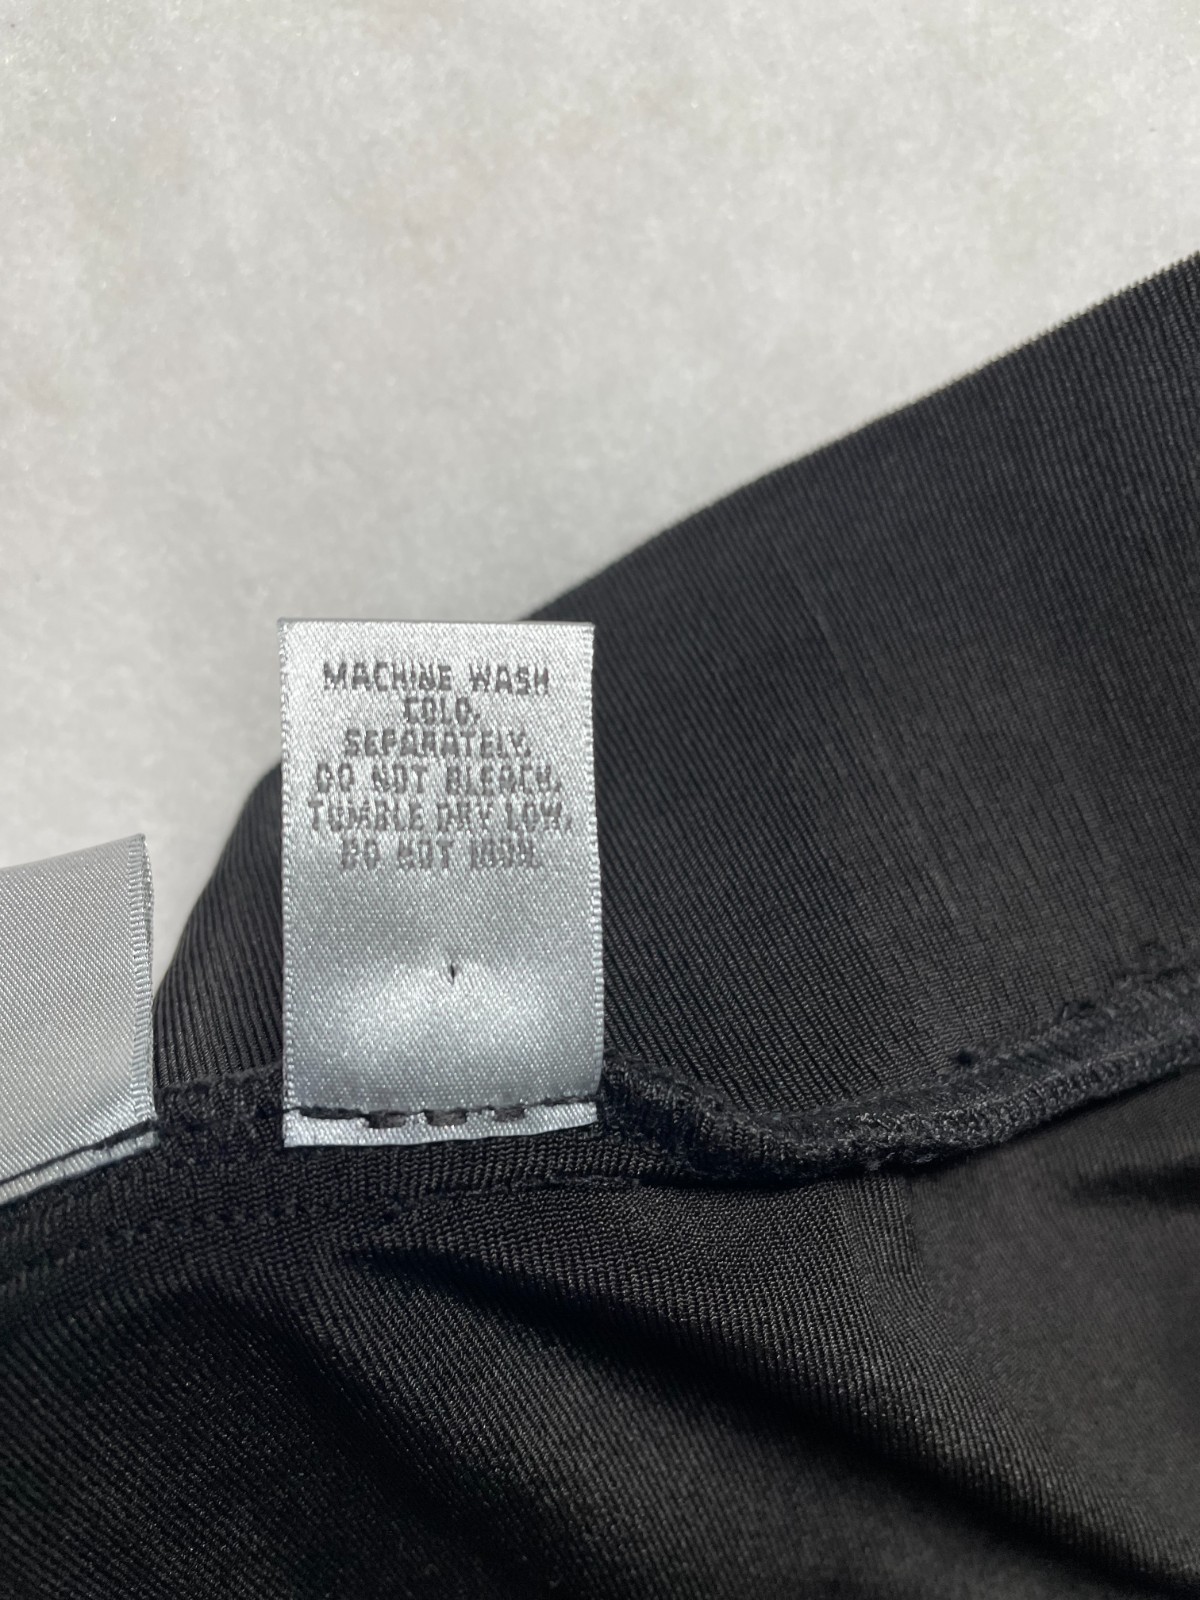 MACHINE WASH
COLD,
SEPARATELY.
DO NOT BLEACH.
TUMBLE DRY LOW,
DO NOT IRON.